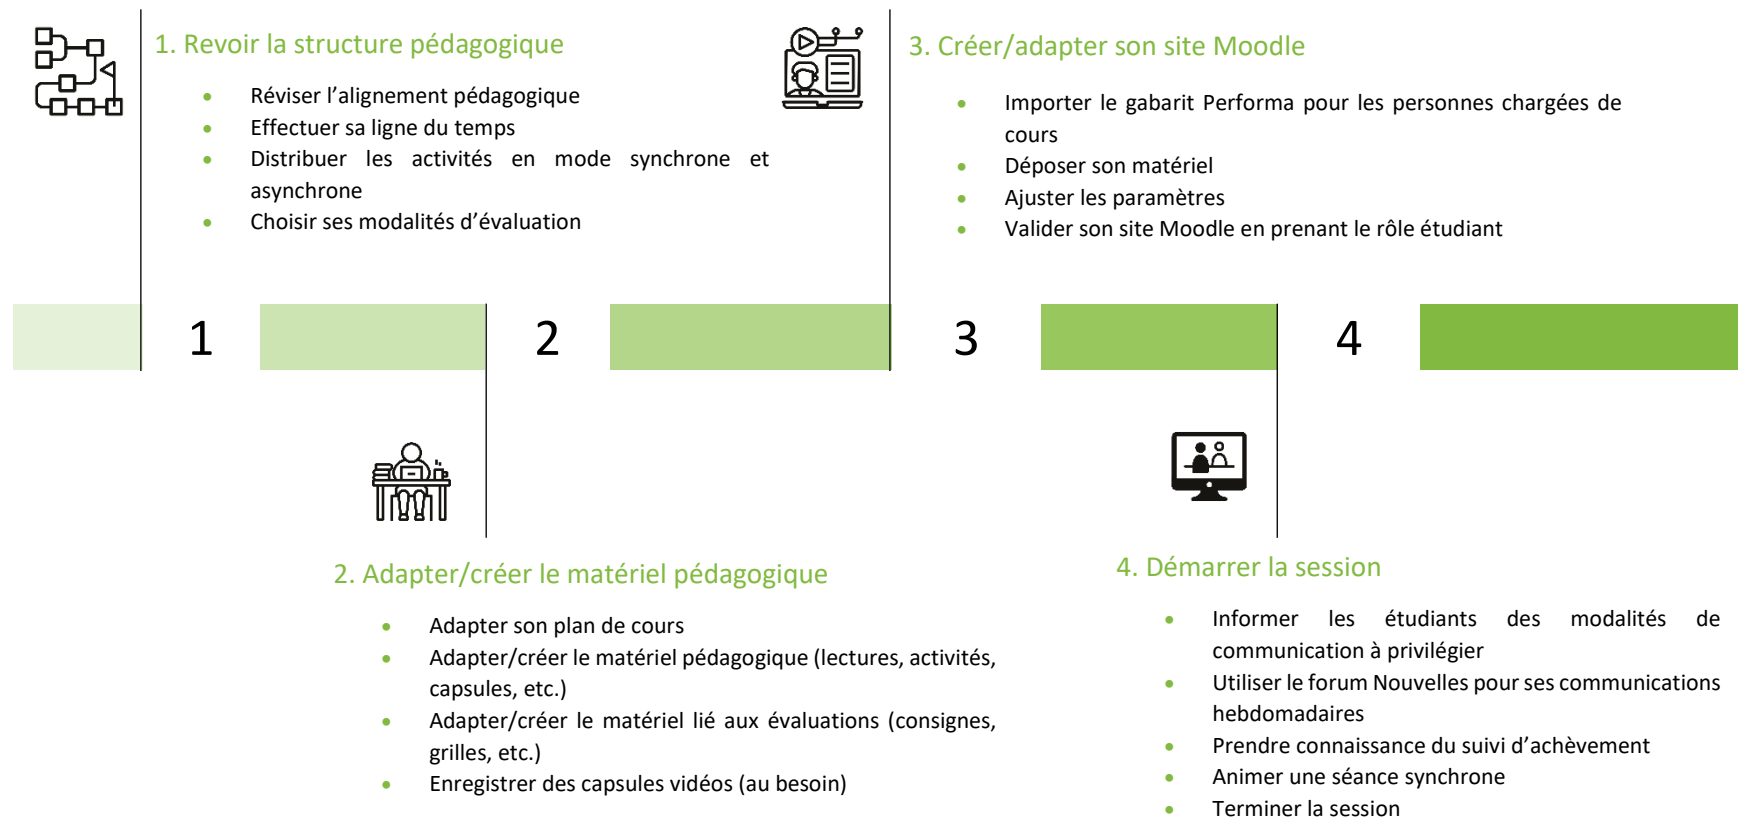 1. Revoir la structure pédagogique
• Réviser l’alignement pédagogique
• Effectuer sa ligne du temps
• Distribuer les activités en mode synchrone et
asynchrone
• Choisir ses modalités d’évaluation
3. Créer/adapter son site Moodle
• Importer le gabarit Performa pour les personnes chargées de
cours
• Déposer son matériel
• Ajuster les paramètres
• Valider son site Moodle en prenant le rôle étudiant
1
2
3
4
2. Adapter/créer le matériel pédagogique
• Adapter son plan de cours
• Adapter/créer le matériel pédagogique (lectures, activités,
capsules, etc.)
• Adapter/créer le matériel lié aux évaluations (consignes,
grilles, etc.)
• Enregistrer des capsules vidéos (au besoin)
4. Démarrer la session
• Informer les étudiants des modalités de
communication à privilégier
• Utiliser le forum Nouvelles pour ses communications
hebdomadaires
• Prendre connaissance du suivi d’achèvement
• Animer une séance synchrone
• Terminer la session